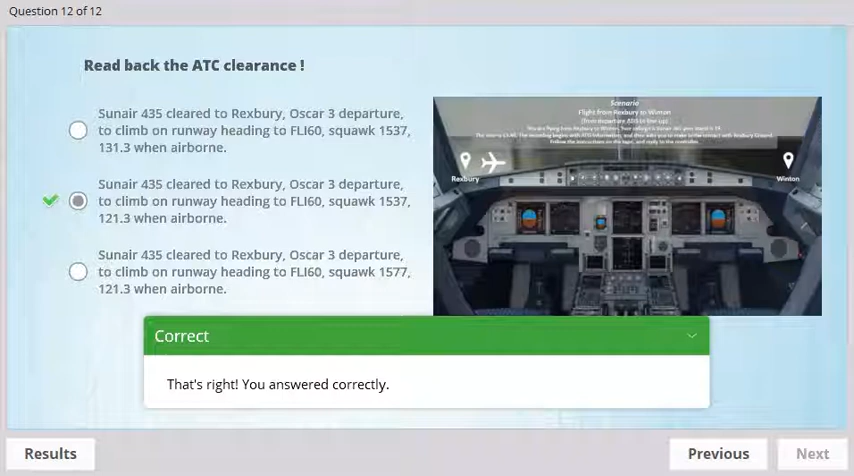 Question 12 of 12
Read back the ATC clearance !
Sunair 435 cleared to Rexbury, Oscar 3 departure,
to climb on runway heading to FLI60, squawk 1537,
131.3 when airborne.
Sunair 435 cleared to Rexbury, Oscar 3 departure,
to climb on runway heading to FLI60, squawk 1537,
121.3 when airborne.
Sunair 435 cleared to Rexbury, Oscar 3 departure,
to climb on runway heading to FLI60, squawk 1577,
121.3 when airborne.
Scenario
Flight from Rexbury to Winton
Rexbury
Winton
Correct
That's right! You answered correctly.
Results
Previous
Next